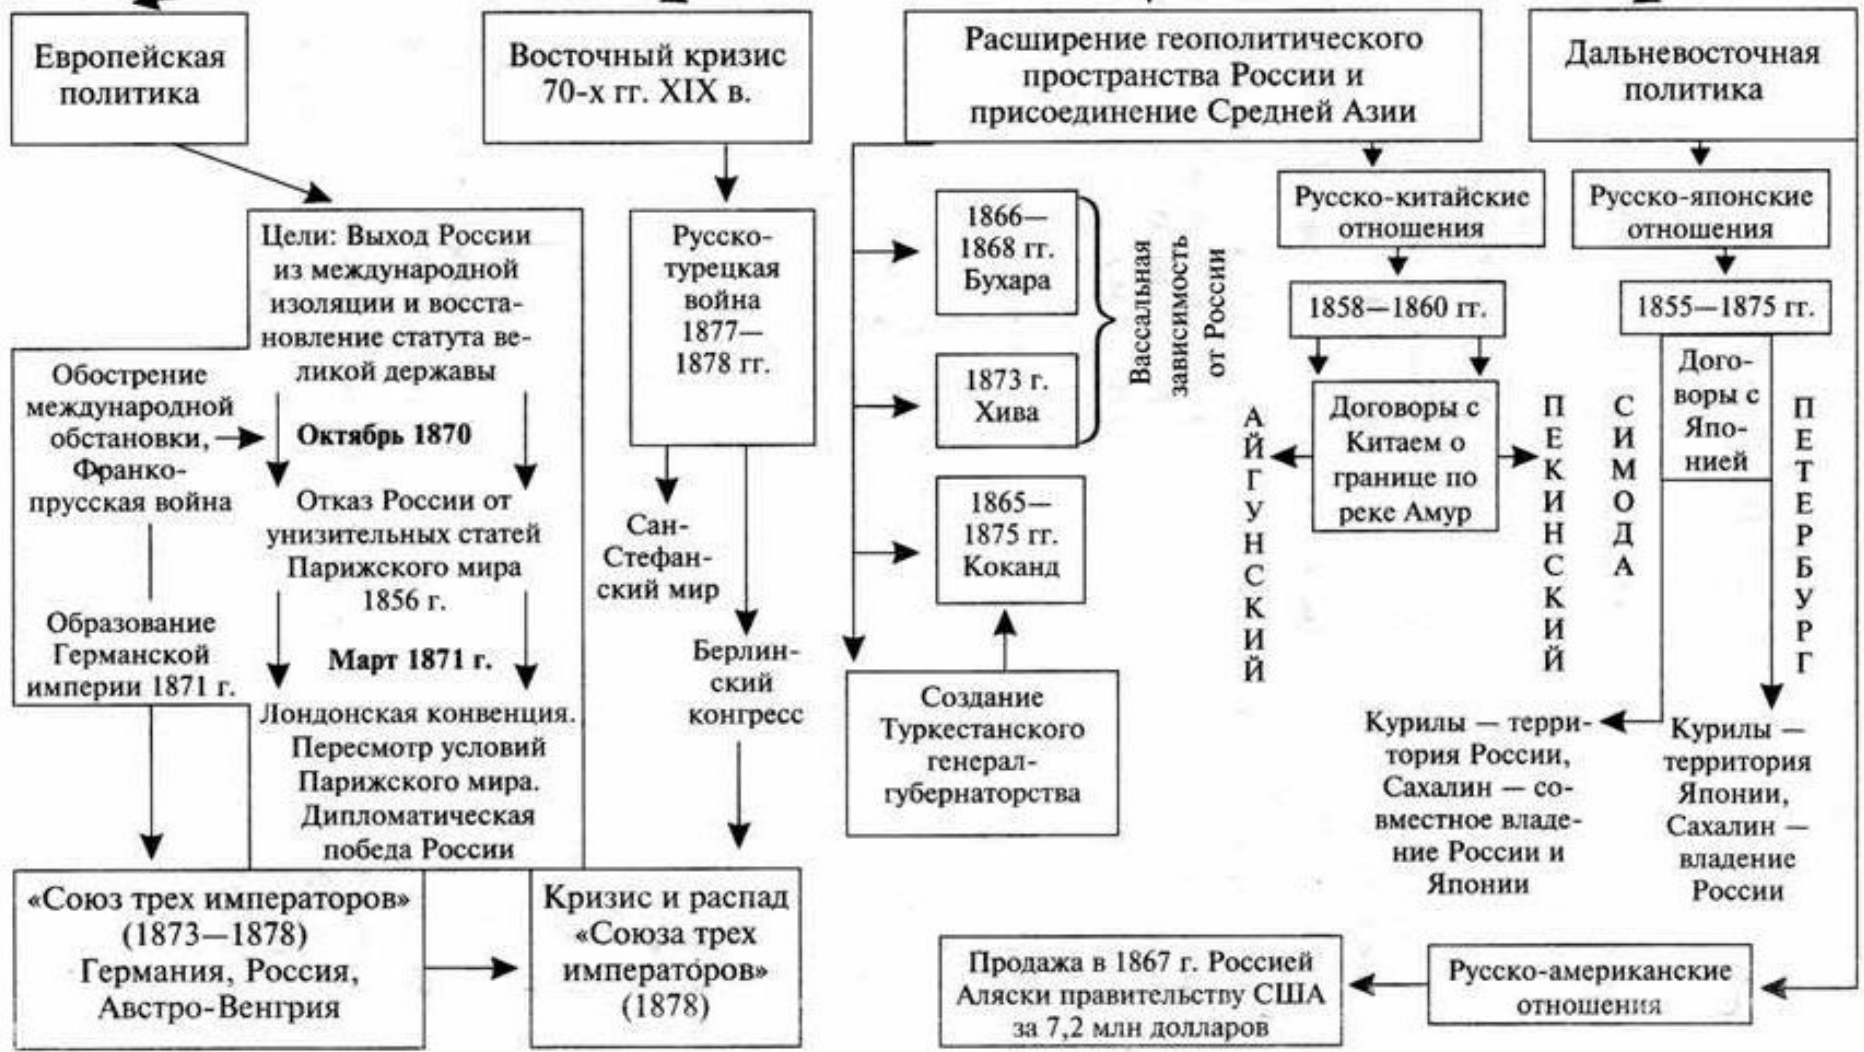 Европейская
политика
Восточный кризис
70-х гг. XIX в.
Расширение геополитического
пространства России и
присоединение Средней Азии
Дальневосточная
политика
Цели: Выход России
из международной
изоляции и восста-
новление статута ве-
ликой державы
Обострение
международной
обстановки,
Франко-
прусская война
Октябрь 1870
Отказ России от
унизительных статей
Парижского мира
1856 г.
Образование
Германской
империи 1871 г.
Март 1871 г.
Лондонская конвенция.
Пересмотр условий
Парижского мира.
Дипломатическая
победа России
«Союз трех императоров»
(1873—1878)
Германия, Россия,
Австро-Венгрия
Русско-
турецкая
война
1877—
1878 гг.
Сан-
Стефан-
ский мир
Берлин-
ский
конгресс
Кризис и распад
«Союза трех
императоров»
(1878)
1866—
1868 гг.
Бухара
1873 г.
Хива
Вассальная
зависимость
от России
1865—
1875 гг.
Коканд
Создание
Туркестанского
генерал-
губернаторства
Русско-китайские
отношения
1858—1860 гг.
Договоры с
Китаем о
границе по
реке Амур
АЙГУНСКИЙ
ПЕКИНСКИЙ
Русско-японские
отношения
1855—1875 гг.
Дого-
воры с
Япо-
нией
СИМОДА
ПЕТЕРБУРГ
Курилы — терри-
тория России,
Сахалин — со-
вместное владе-
ние России и
Японии
Курилы —
территория
Японии,
Сахалин —
владение
России
Русско-американские
отношения
Продажа в 1867 г. Россией
Аляски правительству США
за 7,2 млн долларов